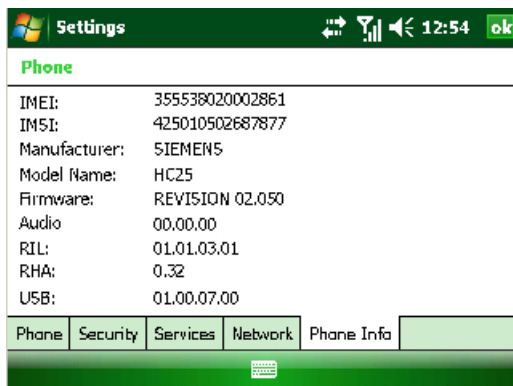 Settings 12:54 ok
Phone
IMEI: 355538020002861
IMSI: 425010502687877
Manufacturer: SIEMENS
Model Name: HC25
Firmware: REVISION 02.050
Audio 00.00.00
RIL: 01.01.03.01
RHA: 0.32
USB: 01.00.07.00
Phone Security Services Network Phone Info